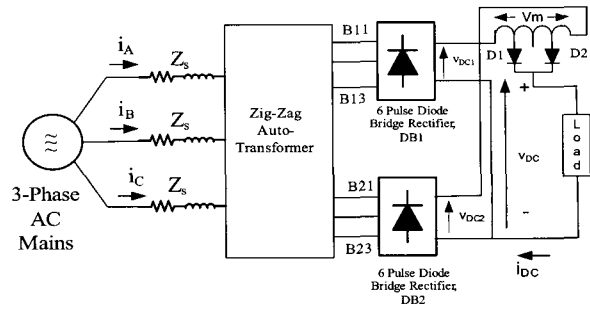 iA
Zs
iB
Zs
iC
Zs
3-Phase
AC
Mains
Zig-Zag
Auto-
Transformer
B11
B13
B21
B23
6 Pulse Diode
Bridge Rectifier,
DB1
6 Pulse Diode
Bridge Rectifier,
DB2
vDC1
vDC2
Vm
D1
D2
+
vDC
-
Load
iDC